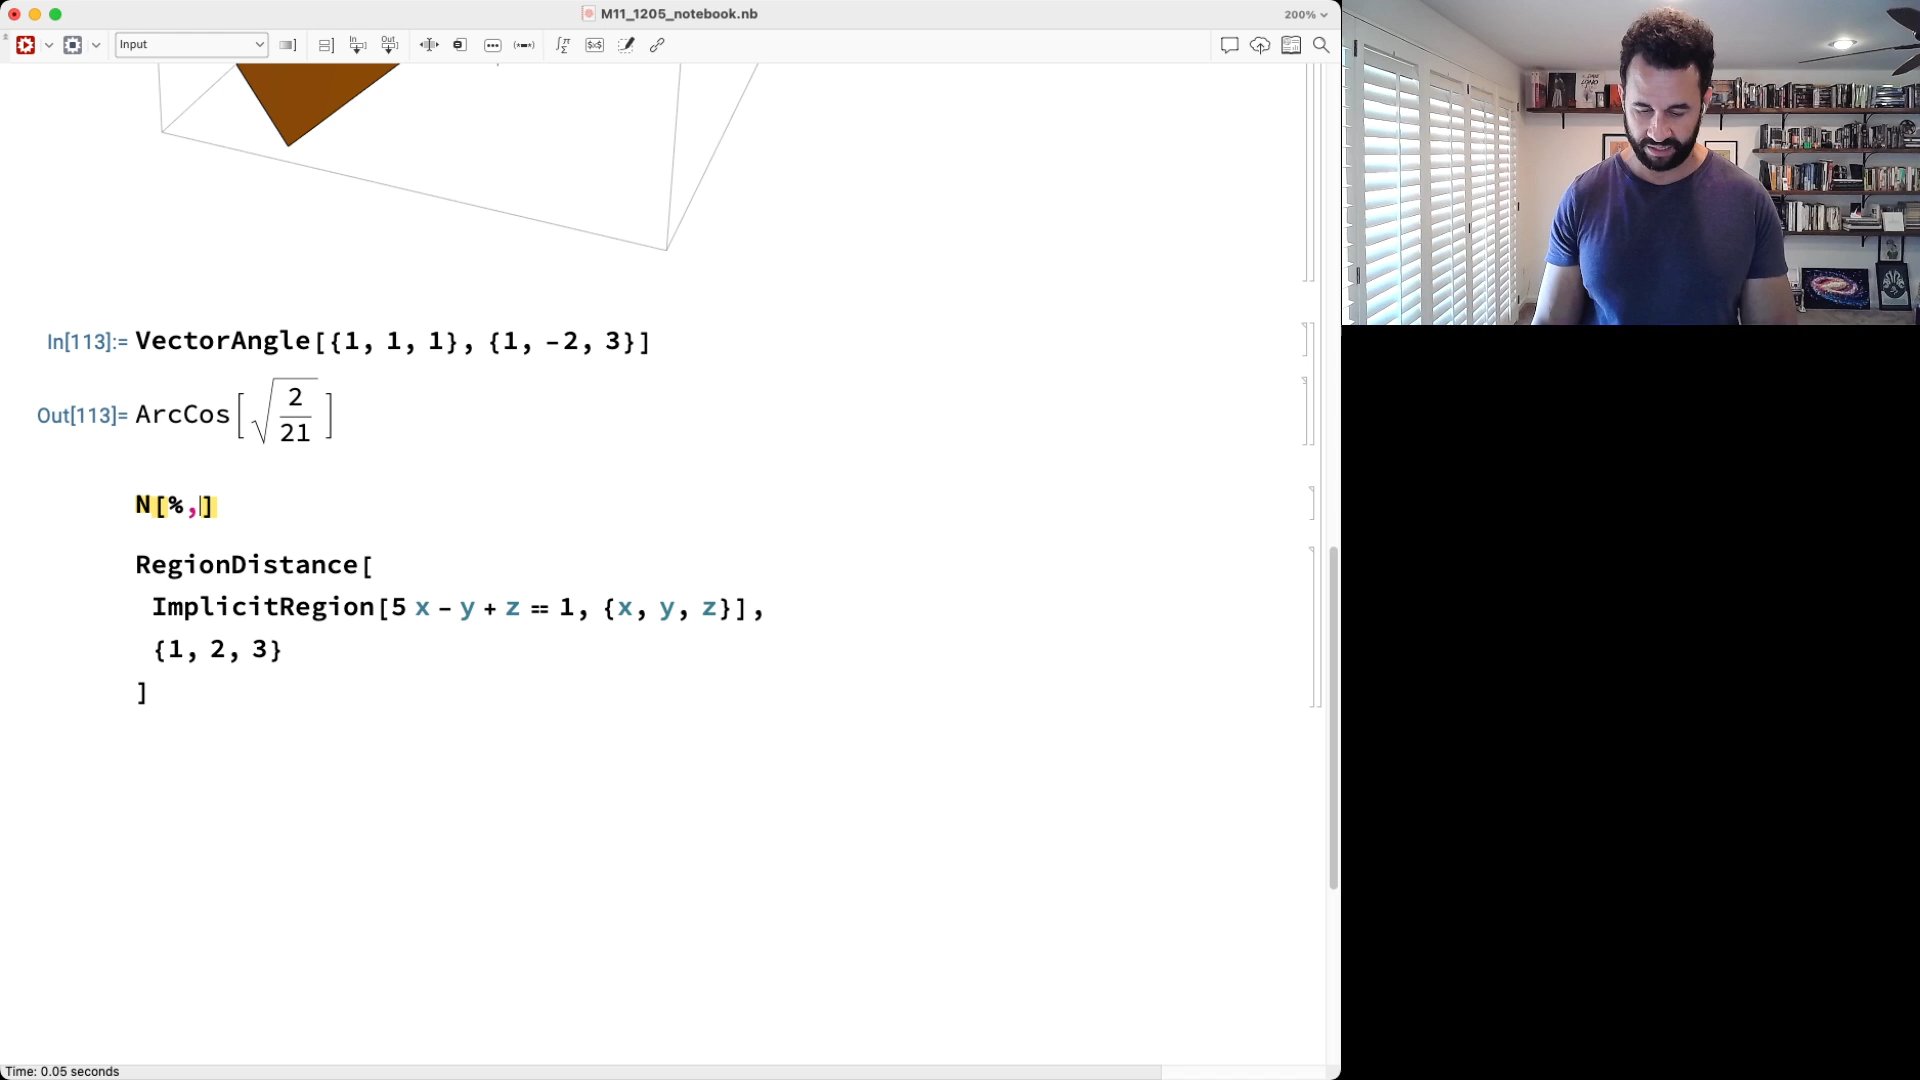 M11_1205_notebook.nb
200%
Input
In[113]:= VectorAngle[{1, 1, 1}, {1, -2, 3}]
Out[113]= ArcCos[√(2/21)]
N[%,]
RegionDistance[
ImplicitRegion[5 x - y + z == 1, {x, y, z}],
{1, 2, 3}
]
Time: 0.05 seconds